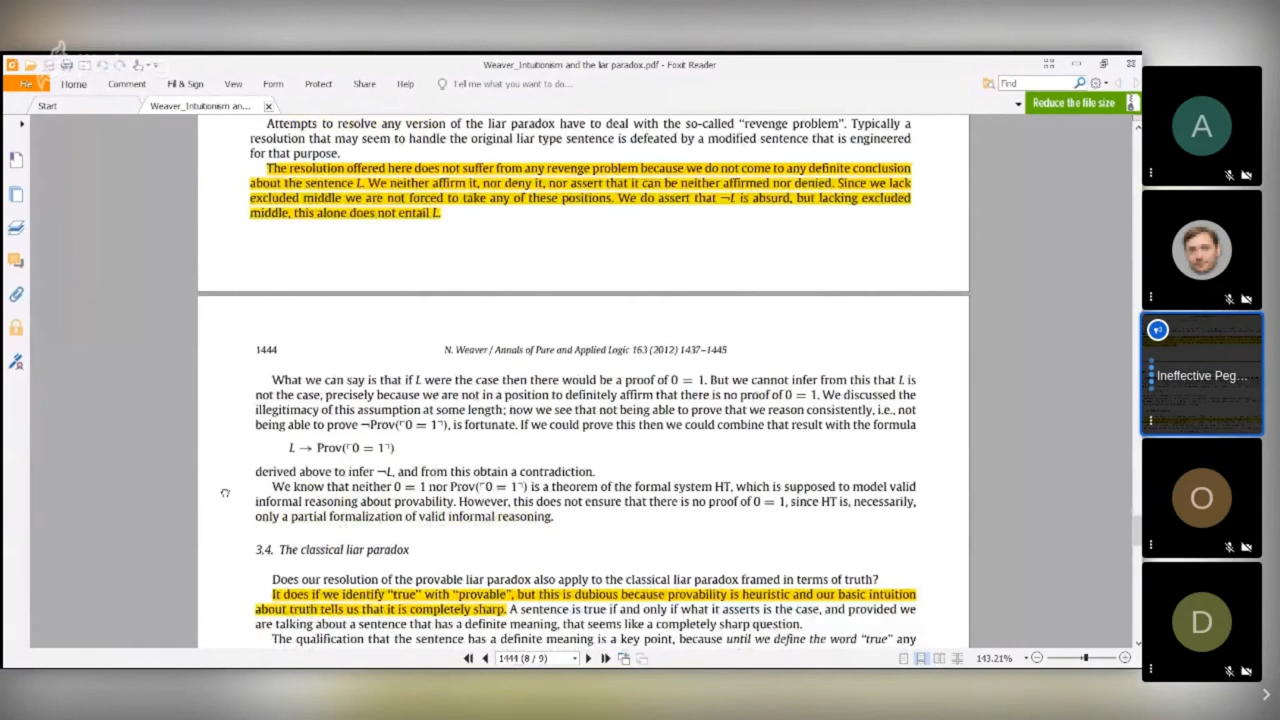 Weaver_Intutionism and the liar paradox.pdf - Foxit Reader
File Home Comment Fill & Sign View Form Protect Share Help Tell me what you want to do... Find
Start Weaver_Intutionism an... Reduce the file size
Attempts to resolve any version of the liar paradox have to deal with the so-called “revenge problem”. Typically a
resolution that may seem to handle the original liar type sentence is defeated by a modified sentence that is engineered
for that purpose.
The resolution offered here does not suffer from any revenge problem because we do not come to any definite conclusion
about the sentence L. We neither affirm it, nor deny it, nor assert that it can be neither affirmed nor denied. Since we lack
excluded middle we are not forced to take any of these positions. We do assert that ¬L is absurd, but lacking excluded
middle, this alone does not entail L.
1444 N. Weaver / Annals of Pure and Applied Logic 163 (2012) 1437–1445
What we can say is that if L were the case then there would be a proof of 0 = 1. But we cannot infer from this that L is
not the case, precisely because we are not in a position to definitely affirm that there is no proof of 0 = 1. We discussed the
illegitimacy of this assumption at some length; now we see that not being able to prove that we reason consistently, i.e., not
being able to prove ¬Prov(⌜0 = 1⌝), is fortunate. If we could prove this then we could combine that result with the formula
L → Prov(⌜0 = 1⌝)
derived above to infer ¬L, and from this obtain a contradiction.
We know that neither 0 = 1 nor Prov(⌜0 = 1⌝) is a theorem of the formal system HT, which is supposed to model valid
informal reasoning about provability. However, this does not ensure that there is no proof of 0 = 1, since HT is, necessarily,
only a partial formalization of valid informal reasoning.
3.4. The classical liar paradox
Does our resolution of the provable liar paradox also apply to the classical liar paradox framed in terms of truth?
It does if we identify “true” with “provable”, but this is dubious because provability is heuristic and our basic intuition
about truth tells us that it is completely sharp. A sentence is true if and only if what it asserts is the case, and provided we
are talking about a sentence that has a definite meaning, that seems like a completely sharp question.
The qualification that the sentence has a definite meaning is a key point, because until we define the word “true” any
1444 (8 / 9) 143.21%
A
Ineffective Peg...
O
D